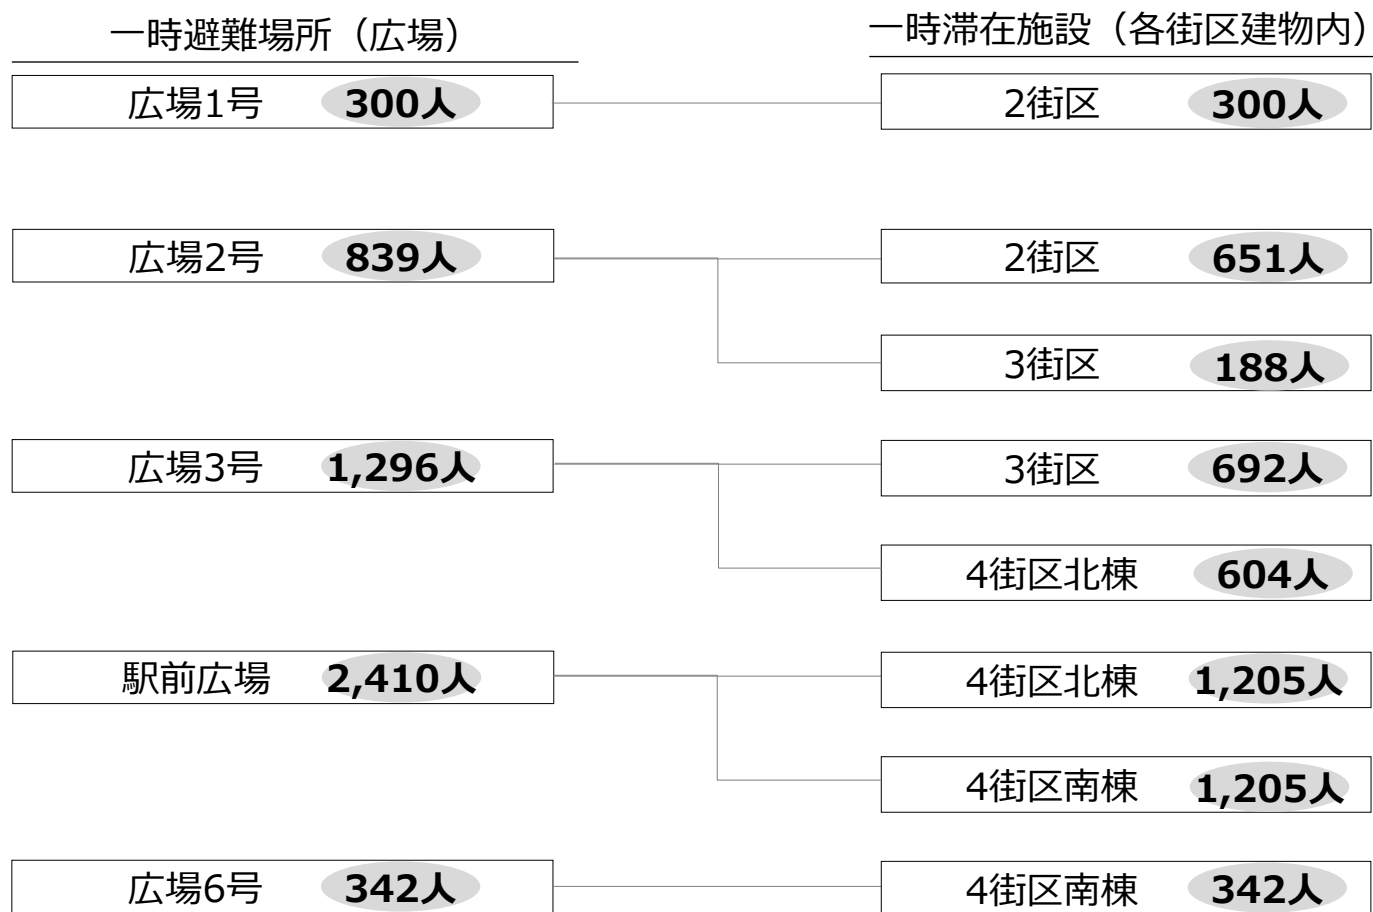 一時避難場所（広場） 一時滞在施設（各街区建物内）
広場1号 300人 2街区 300人
広場2号 839人 2街区 651人
3街区 188人
広場3号 1,296人 3街区 692人
4街区北棟 604人
駅前広場 2,410人 4街区北棟 1,205人
4街区南棟 1,205人
広場6号 342人 4街区南棟 342人